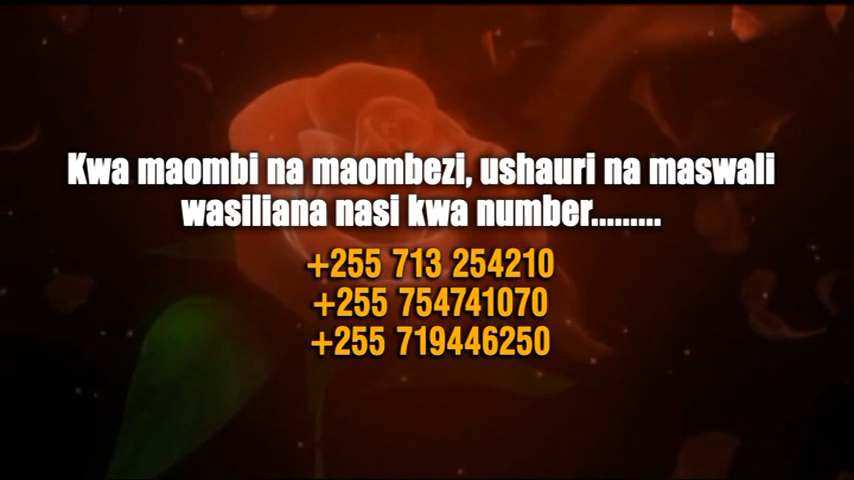 Kwa maombi na maombezi, ushauri na maswali
wasiliana nasi kwa number.........
+255 713 254210
+255 754741070
+255 719446250